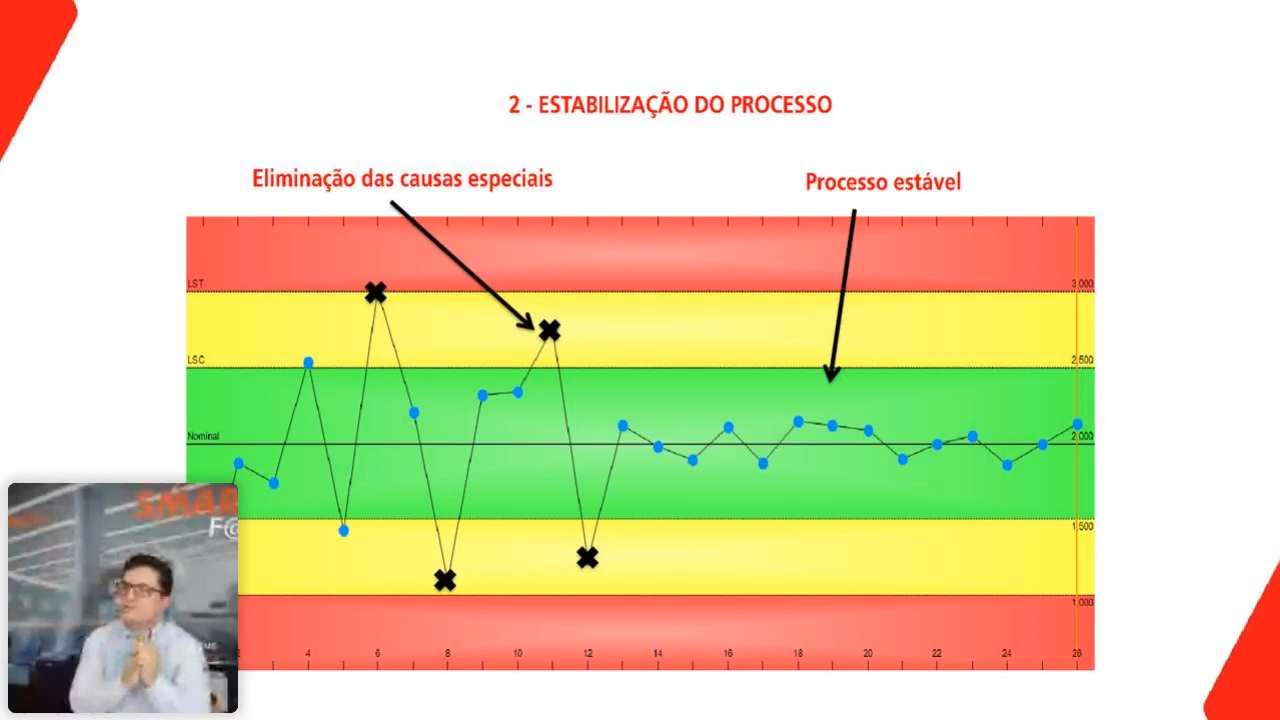 2 - ESTABILIZAÇÃO DO PROCESSO
Eliminação das causas especiais
Processo estável
LST
3,000
LSC
2,500
Nominal
2,000
1,500
1,000
4 6 8 10 12 14 16 18 20 22 24 26
SMAR
F@